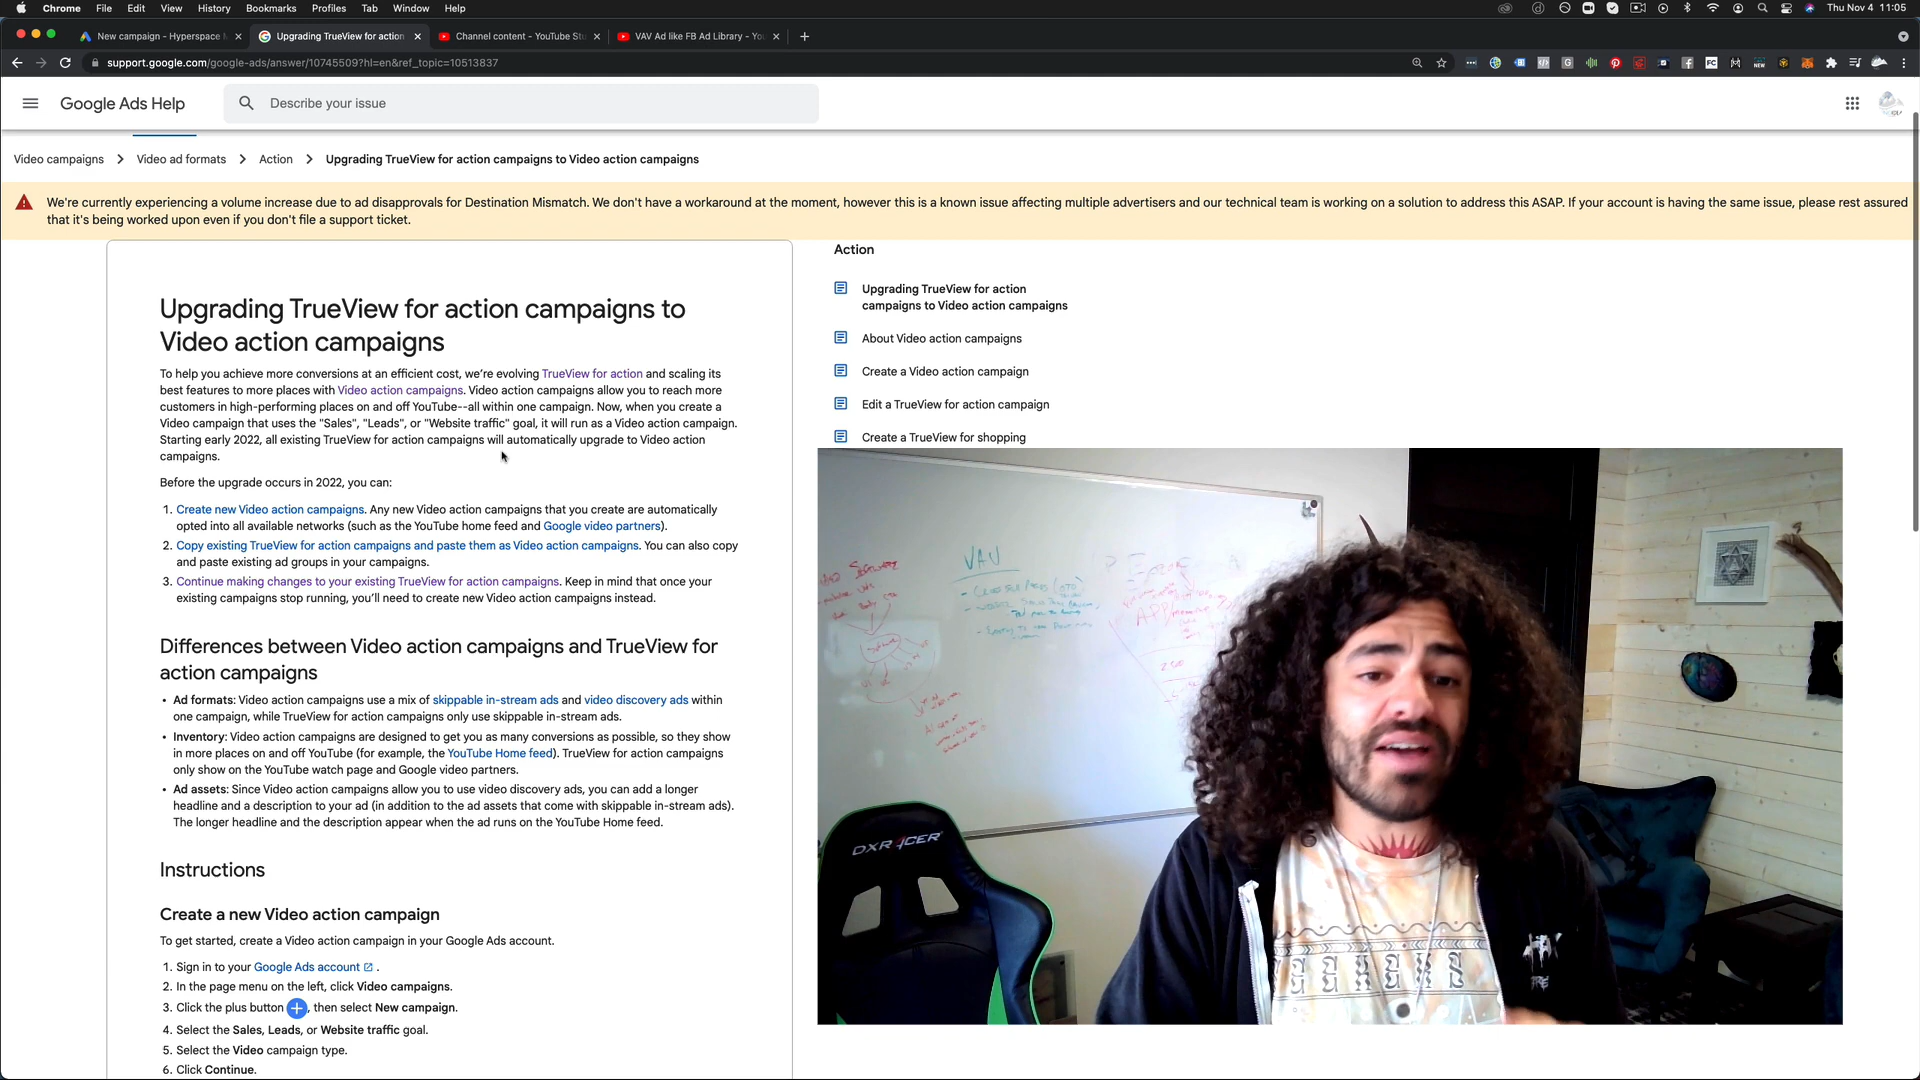 Chrome File Edit View History Bookmarks Profiles Tab Window Help Thu Nov 4 11:05
New campaign - Hyperspace Upgrading TrueView for action Channel content - YouTube St VAV Ad like FB Ad Library - Yo
support.google.com/google-ads/answer/10745509?hl=en&ref_topic=10513837
Google Ads Help Describe your issue
Video campaigns Video ad formats Action Upgrading TrueView for action campaigns to Video action campaigns
We're currently experiencing a volume increase due to ad disapprovals for Destination Mismatch. We don't have a workaround at the moment, however this is a known issue affecting multiple advertisers and our technical team is working on a solution to address this ASAP. If your account is having the same issue, please rest assured
that it's being worked upon even if you don't file a support ticket.
Upgrading TrueView for action campaigns to
Video action campaigns
To help you achieve more conversions at an efficient cost, we're evolving TrueView for action and scaling its
best features to more places with Video action campaigns. Video action campaigns allow you to reach more
customers in high-performing places on and off YouTube--all within one campaign. Now, when you create a
Video campaign that uses the "Sales", "Leads", or "Website traffic" goal, it will run as a Video action campaign.
Starting early 2022, all existing TrueView for action campaigns will automatically upgrade to Video action
campaigns.
Before the upgrade occurs in 2022, you can:
1. Create new Video action campaigns. Any new Video action campaigns that you create are automatically
opted into all available networks (such as the YouTube home feed and Google video partners).
2. Copy existing TrueView for action campaigns and paste them as Video action campaigns. You can also copy
and paste existing ad groups in your campaigns.
3. Continue making changes to your existing TrueView for action campaigns. Keep in mind that once your
existing campaigns stop running, you'll need to create new Video action campaigns instead.
Differences between Video action campaigns and TrueView for
action campaigns
• Ad formats: Video action campaigns use a mix of skippable in-stream ads and video discovery ads within
one campaign, while TrueView for action campaigns only use skippable in-stream ads.
• Inventory: Video action campaigns are designed to get you as many conversions as possible, so they show
in more places on and off YouTube (for example, the YouTube Home feed). TrueView for action campaigns
only show on the YouTube watch page and Google video partners.
• Ad assets: Since Video action campaigns allow you to use video discovery ads, you can add a longer
headline and a description to your ad (in addition to the ad assets that come with skippable in-stream ads).
The longer headline and the description appear when the ad runs on the YouTube Home feed.
Instructions
Create a new Video action campaign
To get started, create a Video action campaign in your Google Ads account.
1. Sign in to your Google Ads account .
2. In the page menu on the left, click Video campaigns.
3. Click the plus button , then select New campaign.
4. Select the Sales, Leads, or Website traffic goal.
5. Select the Video campaign type.
6. Click Continue.
Action
Upgrading TrueView for action
campaigns to Video action campaigns
About Video action campaigns
Create a Video action campaign
Edit a TrueView for action campaign
Create a TrueView for shopping
VAV
DXRACER